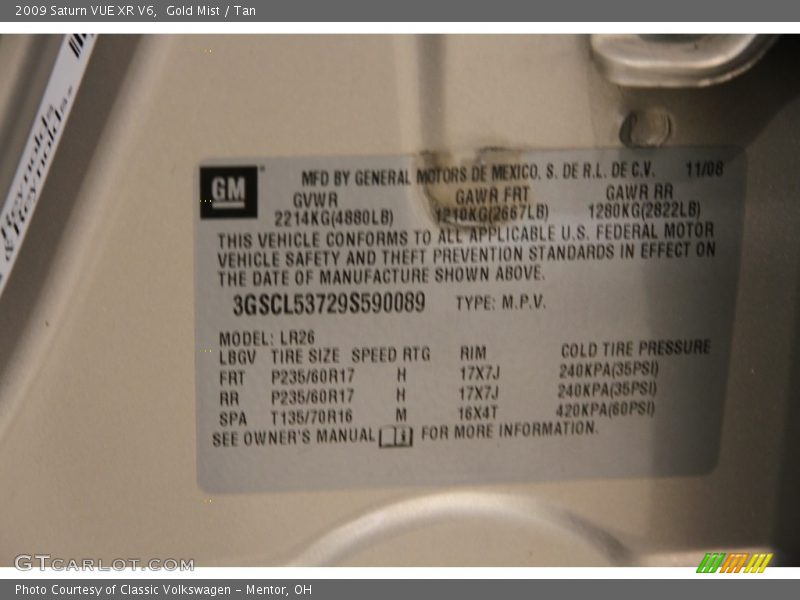 2009 Saturn VUE XR V6,  Gold Mist / Tan
Reynolds
& Reynolds
GM
MFD BY GENERAL MOTORS DE MEXICO, S. DE R.L. DE C.V. 11/08
GVWR GAWR FRT GAWR RR
2214KG(4880LB) 1210KG(2667LB) 1280KG(2822LB)
THIS VEHICLE CONFORMS TO ALL APPLICABLE U.S. FEDERAL MOTOR
VEHICLE SAFETY AND THEFT PREVENTION STANDARDS IN EFFECT ON
THE DATE OF MANUFACTURE SHOWN ABOVE.
3GSCL53729S590089 TYPE: M.P.V.
MODEL: LR26
LBGV TIRE SIZE SPEED RTG RIM COLD TIRE PRESSURE
FRT P235/60R17 H 17X7J 240KPA(35PSI)
RR P235/60R17 H 17X7J 240KPA(35PSI)
SPA T135/70R16 M 16X4T 420KPA(60PSI)
SEE OWNER'S MANUAL FOR MORE INFORMATION.
GTCARLOT.COM
Photo Courtesy of Classic Volkswagen - Mentor, OH